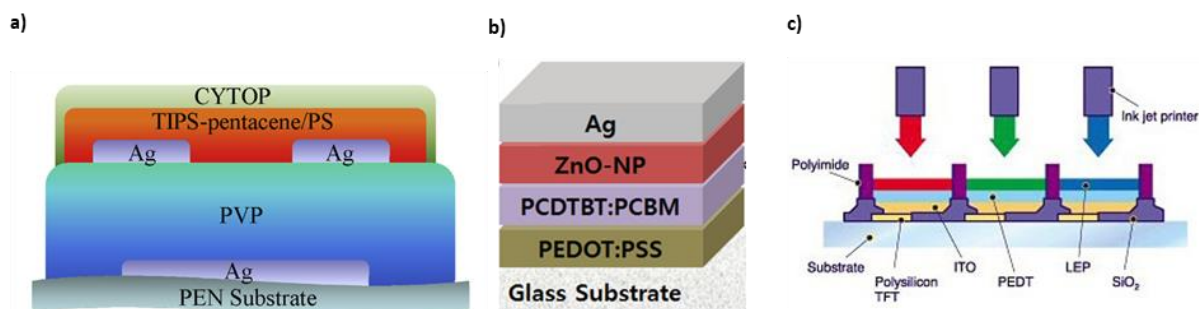 a)
CYTOP
TIPS-pentacene/PS
Ag
Ag
PVP
Ag
PEN Substrate
b)
Ag
ZnO-NP
PCDTBT:PCBM
PEDOT:PSS
Glass Substrate
c)
Ink jet printer
Polyimide
Substrate
Polysilicon
TFT
ITO
PEDT
LEP
SiO₂